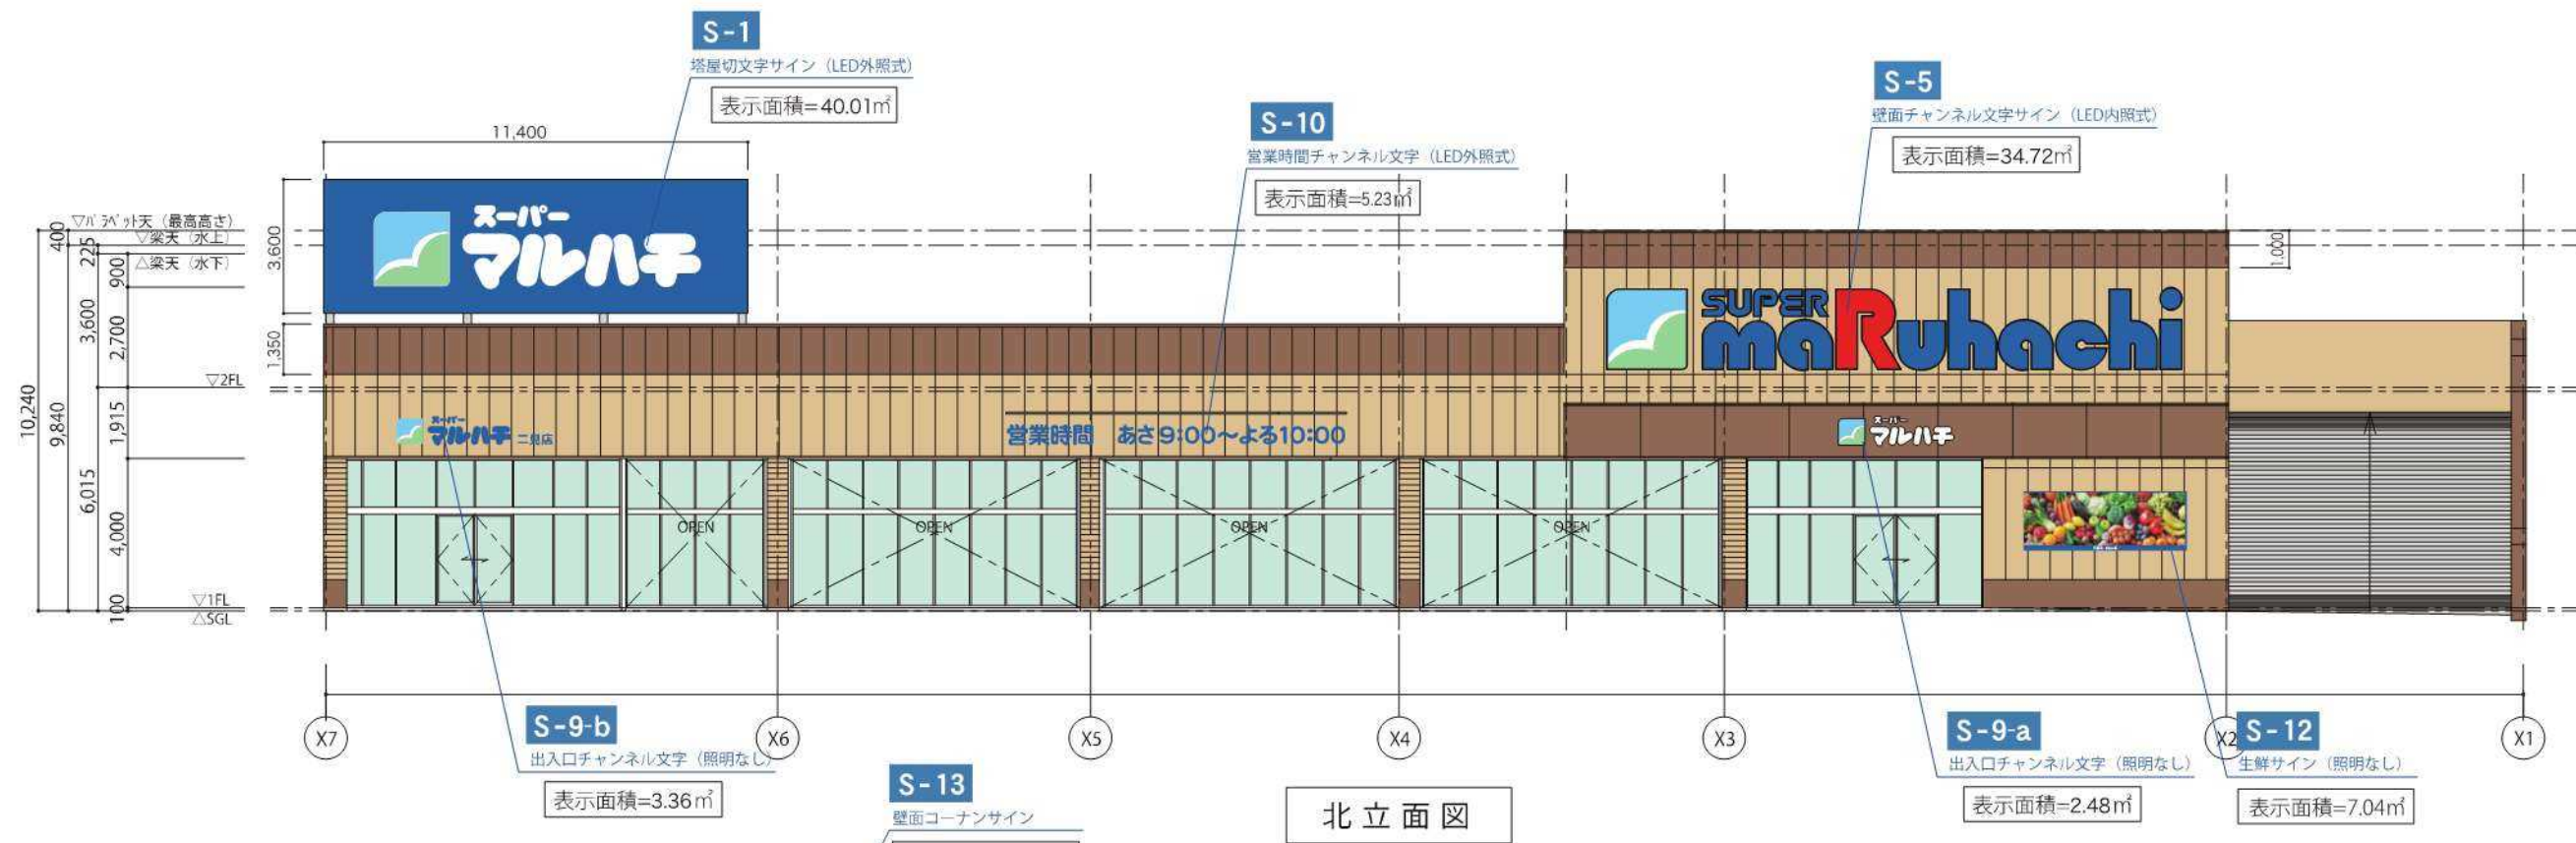 S-1
塔屋切文字サイン（LED外照式）
表示面積=40.01㎡
S-10
営業時間チャンネル文字（LED外照式）
表示面積=5.23㎡
S-5
壁面チャンネル文字サイン（LED内照式）
表示面積=34.72㎡
11,400
3,600
1,350
1,000
スーパー
マルハチ
▽パラペット天（最高高さ）
▽梁天（水上）
△梁天（水下）
▽2FL
▽1FL
△SGL
10,240
400
9,840
225
3,600
6,015
900
2,700
1,915
4,000
100
SUPER
maRuhachi
スーパー
マルハチ 二見店
営業時間 あさ9:00〜よる10:00
スーパー
マルハチ
OPEN
OPEN
OPEN
OPEN
X7
X6
X5
X4
X3
X2
X1
S-9-b
出入口チャンネル文字（照明なし）
表示面積=3.36㎡
S-13
壁面コーナンサイン
北立面図
S-9-a
出入口チャンネル文字（照明なし）
表示面積=2.48㎡
S-12
生鮮サイン（照明なし）
表示面積=7.04㎡